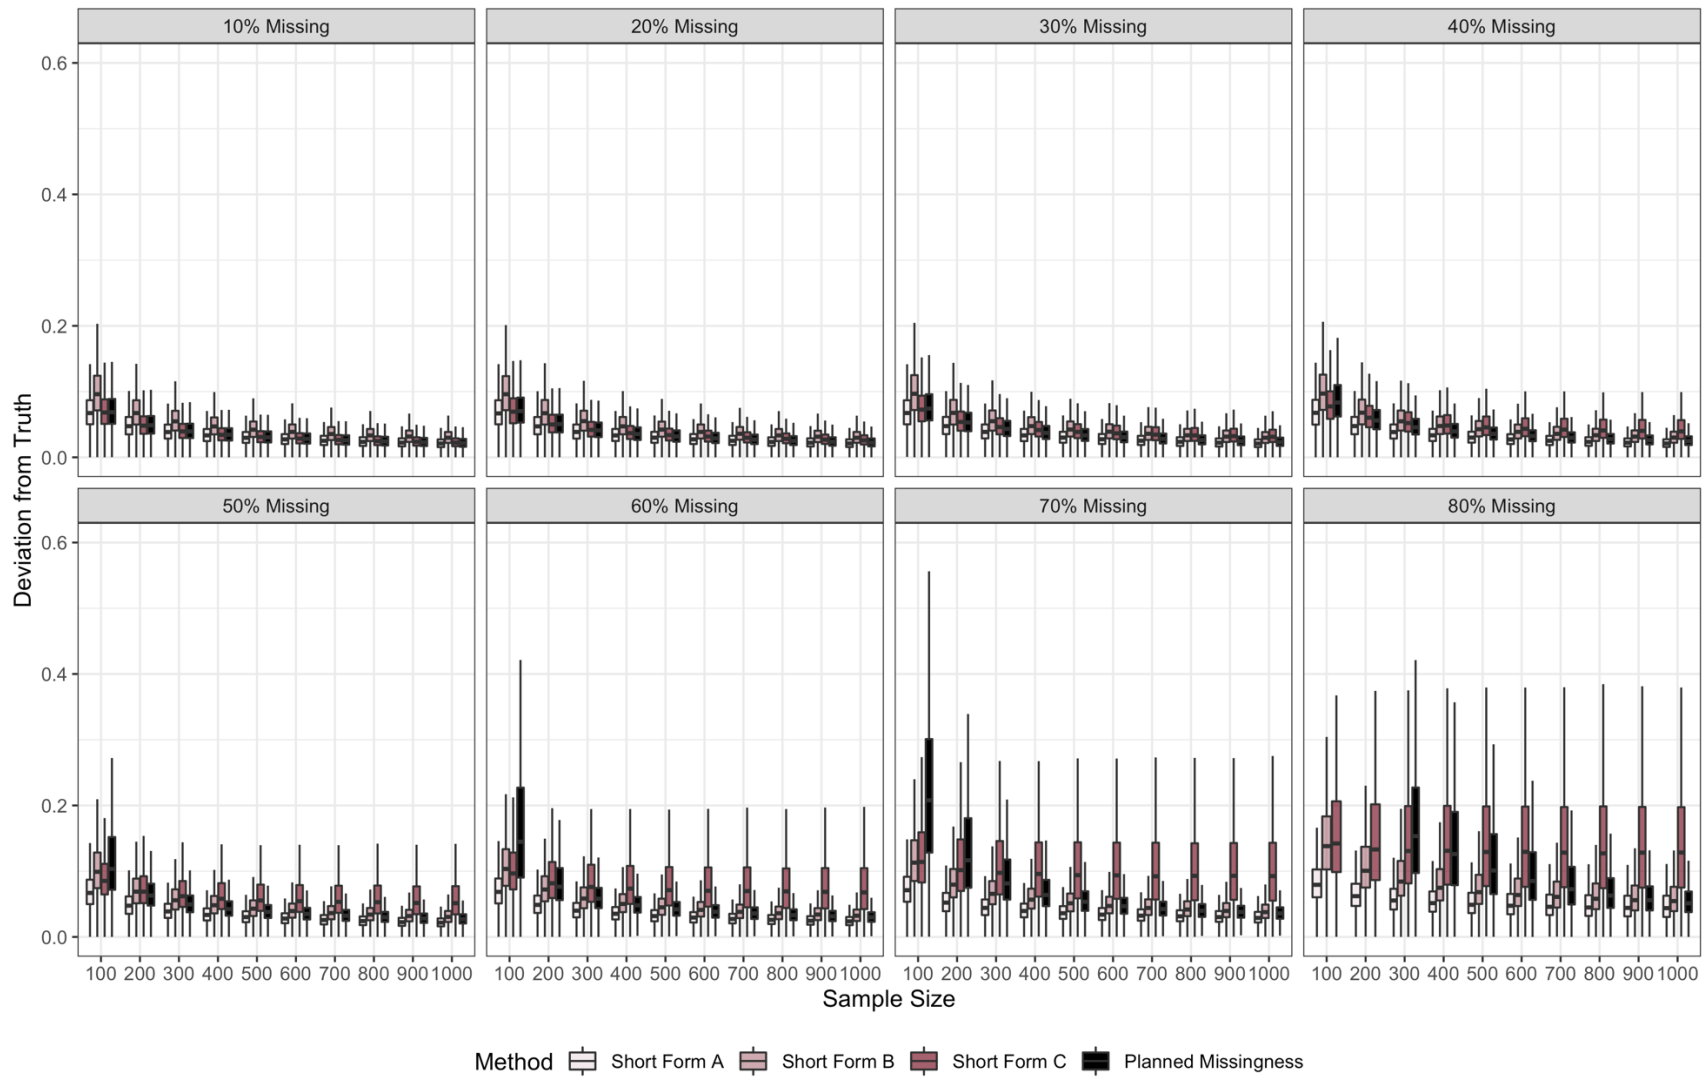 10% Missing 20% Missing 30% Missing 40% Missing
0.6
0.4
0.2
0.0
Deviation from Truth
50% Missing 60% Missing 70% Missing 80% Missing
0.6
0.4
0.2
0.0
100 200 300 400 500 600 700 800 900 1000 100 200 300 400 500 600 700 800 900 1000 100 200 300 400 500 600 700 800 900 1000 100 200 300 400 500 600 700 800 900 1000
Sample Size
Method Short Form A Short Form B Short Form C Planned Missingness